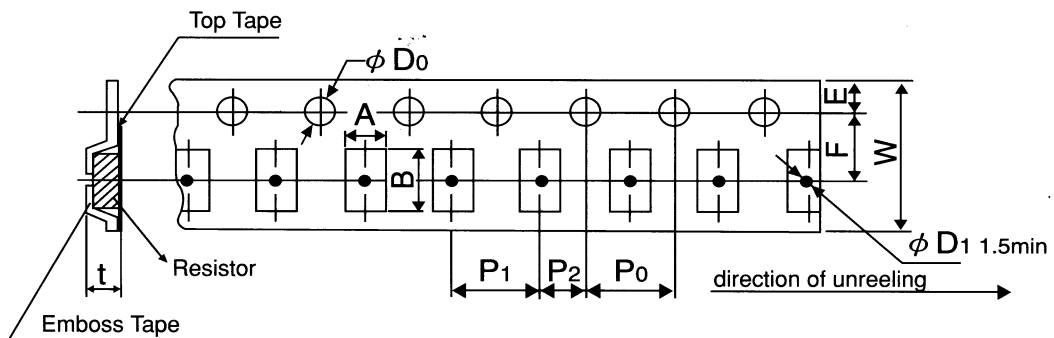 Top Tape
φ D0
A
B
E
F
W
φ D1 1.5min
P1
P2
P0
direction of unreeling
Resistor
t
Emboss Tape